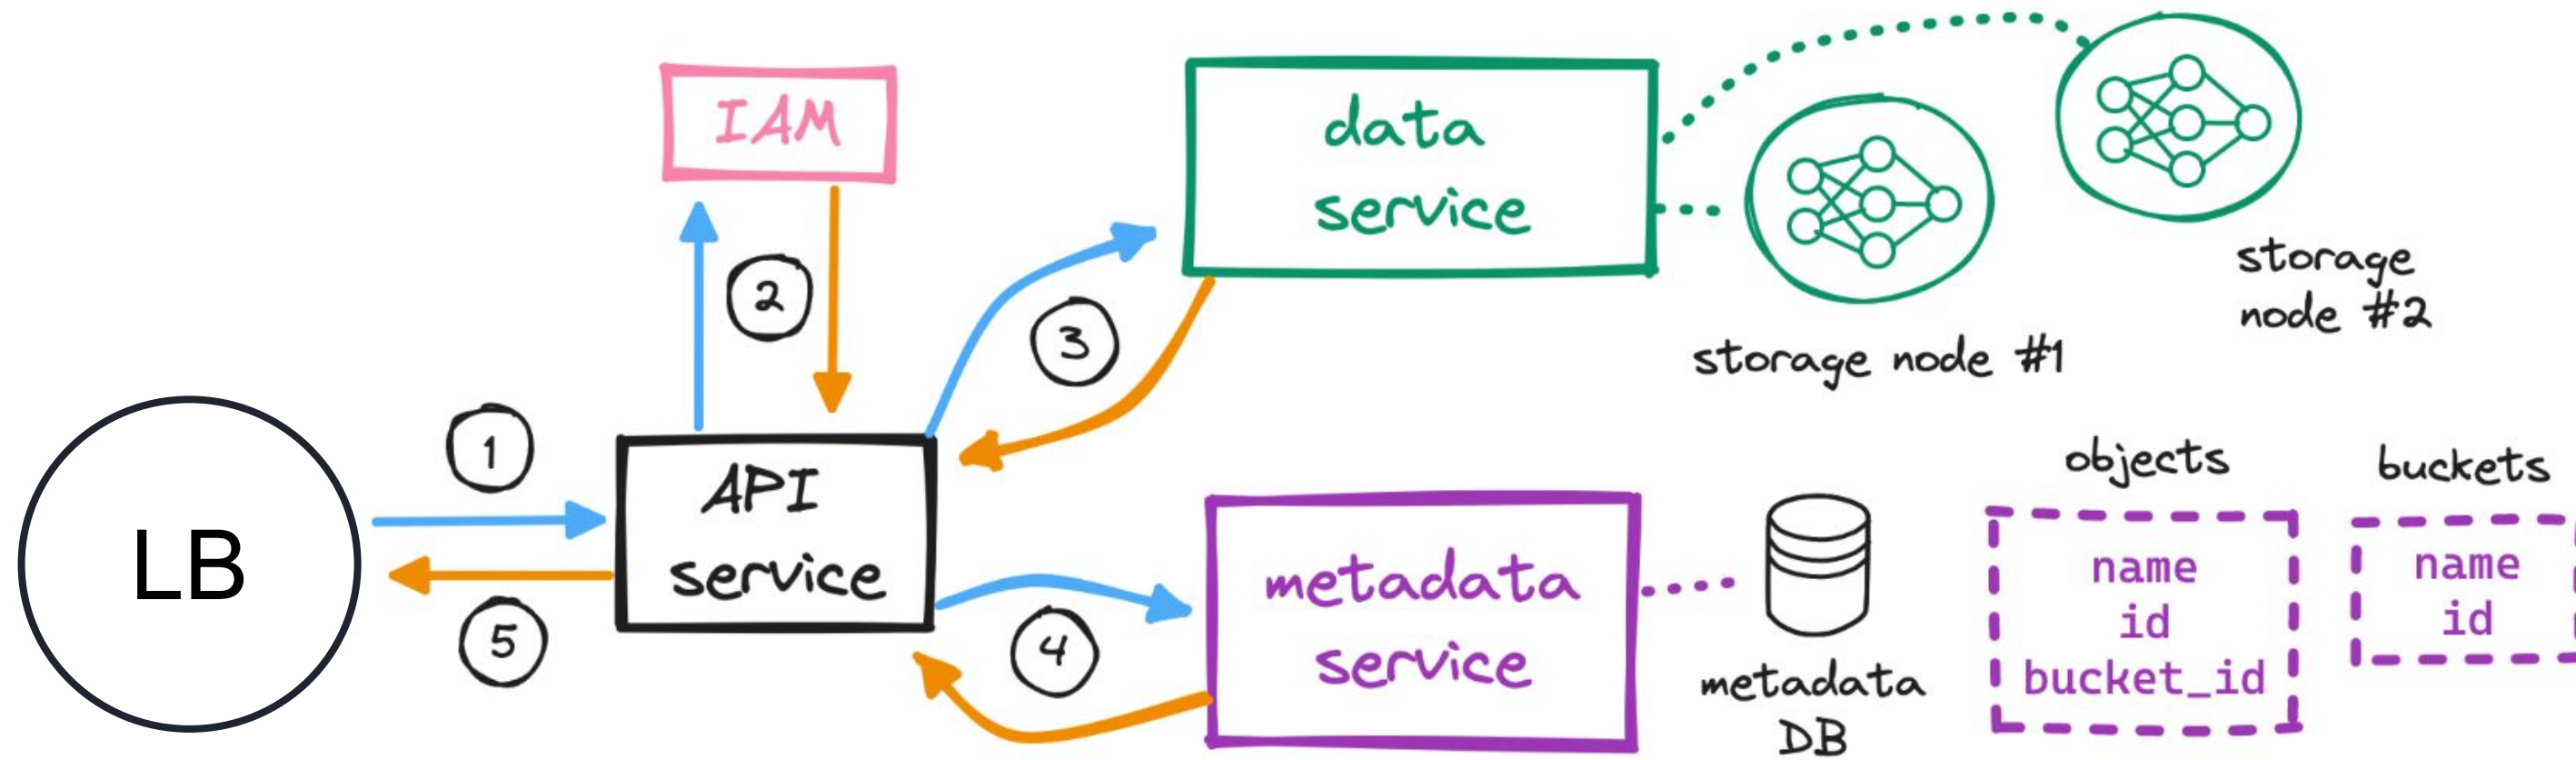 IAM
data
service
storage
node #2
storage node #1
2
3
1
LB
API
service
5
4
metadata
service
metadata
DB
objects
name
id
bucket_id
buckets
name
id